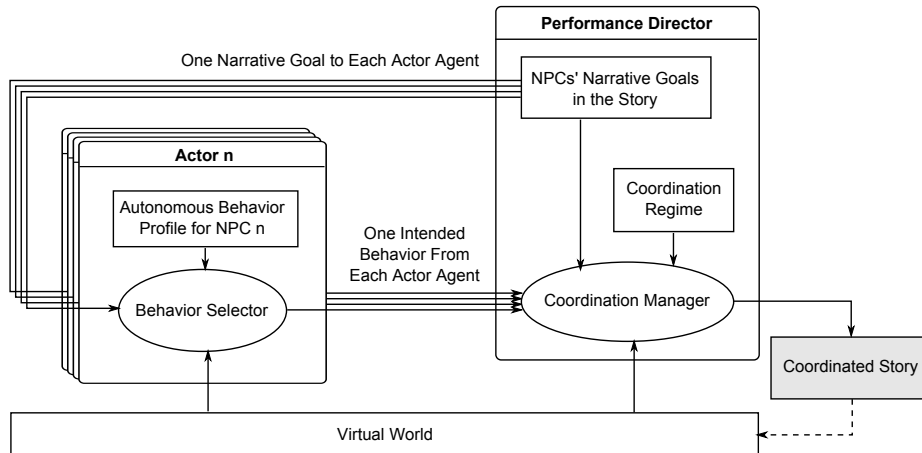 Performance Director
One Narrative Goal to Each Actor Agent
NPCs' Narrative Goals
in the Story
Actor n
Autonomous Behavior
Profile for NPC n
Coordination
Regime
One Intended
Behavior From
Each Actor Agent
Behavior Selector
Coordination Manager
Coordinated Story
Virtual World